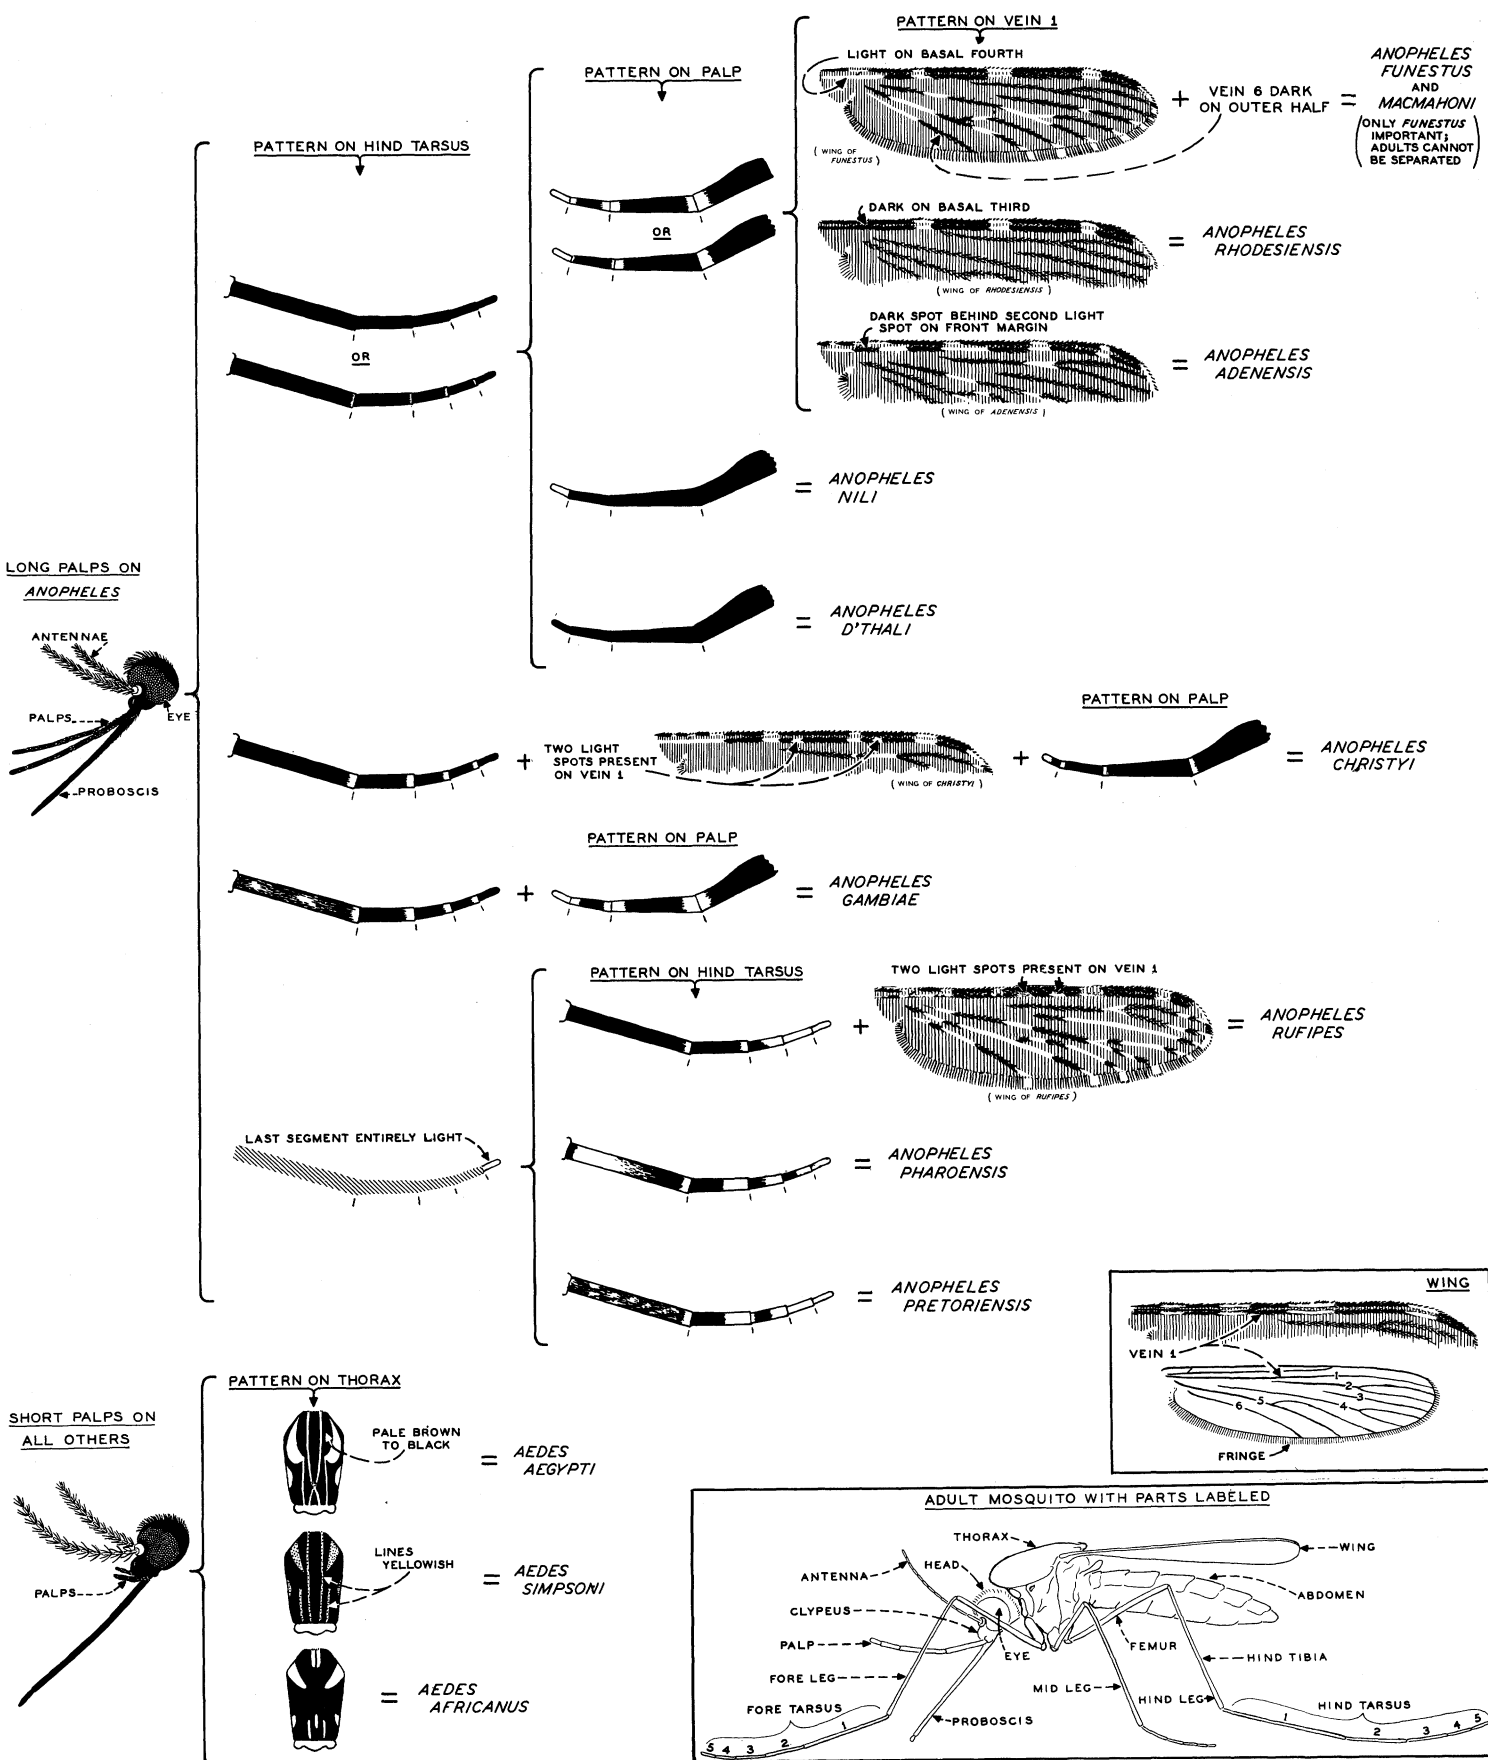 PATTERN ON VEIN 1
LIGHT ON BASAL FOURTH
(WING OF
FUNESTUS)
+
VEIN 6 DARK
ON OUTER HALF
=
ANOPHELES
FUNESTUS
AND
MACMAHONI
(ONLY FUNESTUS
IMPORTANT;
ADULTS CANNOT
BE SEPARATED)
PATTERN ON PALP
OR
PATTERN ON HIND TARSUS
OR
DARK ON BASAL THIRD
(WING OF RHODESIENSIS)
=
ANOPHELES
RHODESIENSIS
DARK SPOT BEHIND SECOND LIGHT
SPOT ON FRONT MARGIN
(WING OF ADENENSIS)
=
ANOPHELES
ADENENSIS
=
ANOPHELES
NILI
=
ANOPHELES
D'THALI
LONG PALPS ON
ANOPHELES
ANTENNAE
PALPS
EYE
PROBOSCIS
+
TWO LIGHT
SPOTS PRESENT
ON VEIN 1
(WING OF CHRISTYI)
+
PATTERN ON PALP
=
ANOPHELES
CHRISTYI
+
PATTERN ON PALP
=
ANOPHELES
GAMBIAE
LAST SEGMENT ENTIRELY LIGHT
PATTERN ON HIND TARSUS
+
TWO LIGHT SPOTS PRESENT ON VEIN 1
(WING OF RUFIPES)
=
ANOPHELES
RUFIPES
=
ANOPHELES
PHAROENSIS
=
ANOPHELES
PRETORIENSIS
SHORT PALPS ON
ALL OTHERS
PALPS
PATTERN ON THORAX
PALE BROWN
TO BLACK
=
AEDES
AEGYPTI
LINES
YELLOWISH
=
AEDES
SIMPSONI
=
AEDES
AFRICANUS
WING
VEIN 1
1
2
3
4
5
6
FRINGE
ADULT MOSQUITO WITH PARTS LABELED
THORAX
WING
ANTENNA
HEAD
ABDOMEN
CLYPEUS
PALP
EYE
FEMUR
HIND TIBIA
FORE LEG
MID LEG
HIND LEG
FORE TARSUS
PROBOSCIS
HIND TARSUS
5 4 3 2 1
1 2 3 4 5